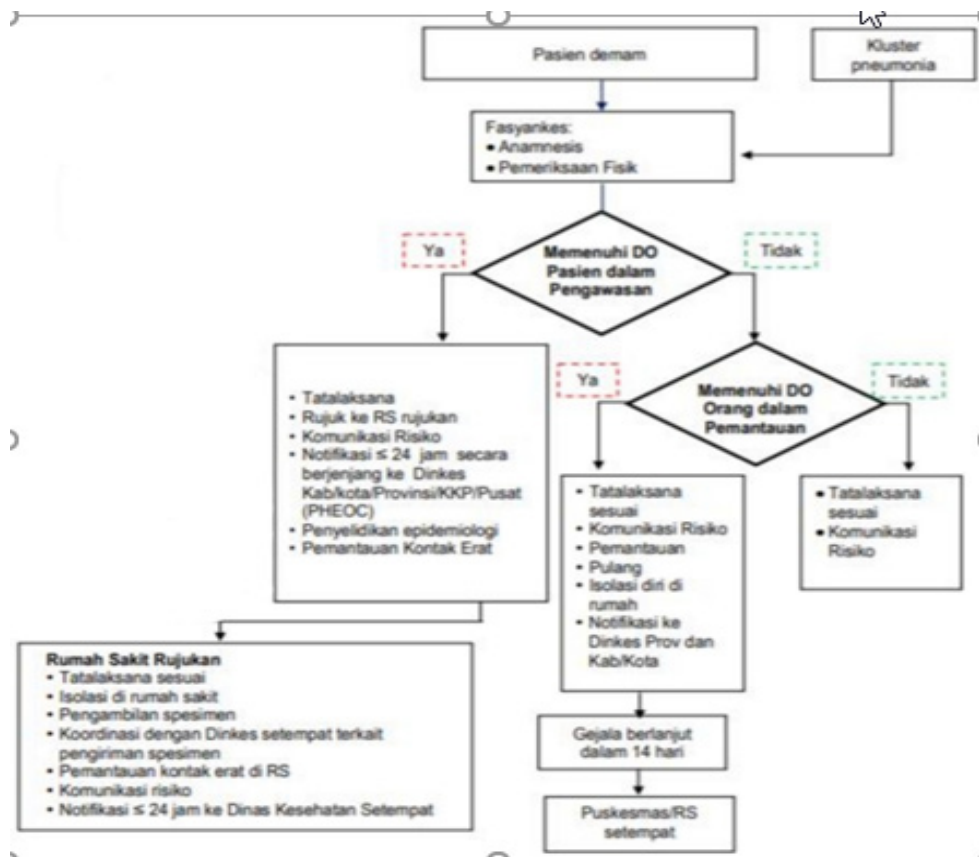 Pasien demam
Kluster
pneumonia
Fasyankes:
• Anamnesis
• Pemeriksaan Fisik
Ya
Memenuhi DO
Pasien dalam
Pengawasan
Tidak
• Tatalaksana
• Rujuk ke RS rujukan
• Komunikasi Risiko
• Notifikasi ≤ 24 jam secara
berjenjang ke Dinkes
Kab/kota/Provinsi/KKP/Pusat
(PHEOC)
• Penyelidikan epidemiologi
• Pemantauan Kontak Erat
Ya
Memenuhi DO
Orang dalam
Pemantauan
Tidak
• Tatalaksana
sesuai
• Komunikasi Risiko
• Pemantauan
• Pulang
• Isolasi diri di
rumah
• Notifikasi ke
Dinkes Prov dan
Kab/Kota
• Tatalaksana
sesuai
• Komunikasi
Risiko
Rumah Sakit Rujukan
• Tatalaksana sesuai
• Isolasi di rumah sakit
• Pengambilan spesimen
• Koordinasi dengan Dinkes setempat terkait
pengiriman spesimen
• Pemantauan kontak erat di RS
• Komunikasi risiko
• Notifikasi ≤ 24 jam ke Dinas Kesehatan Setempat
Gejala berlanjut
dalam 14 hari
Puskesmas/RS
setempat